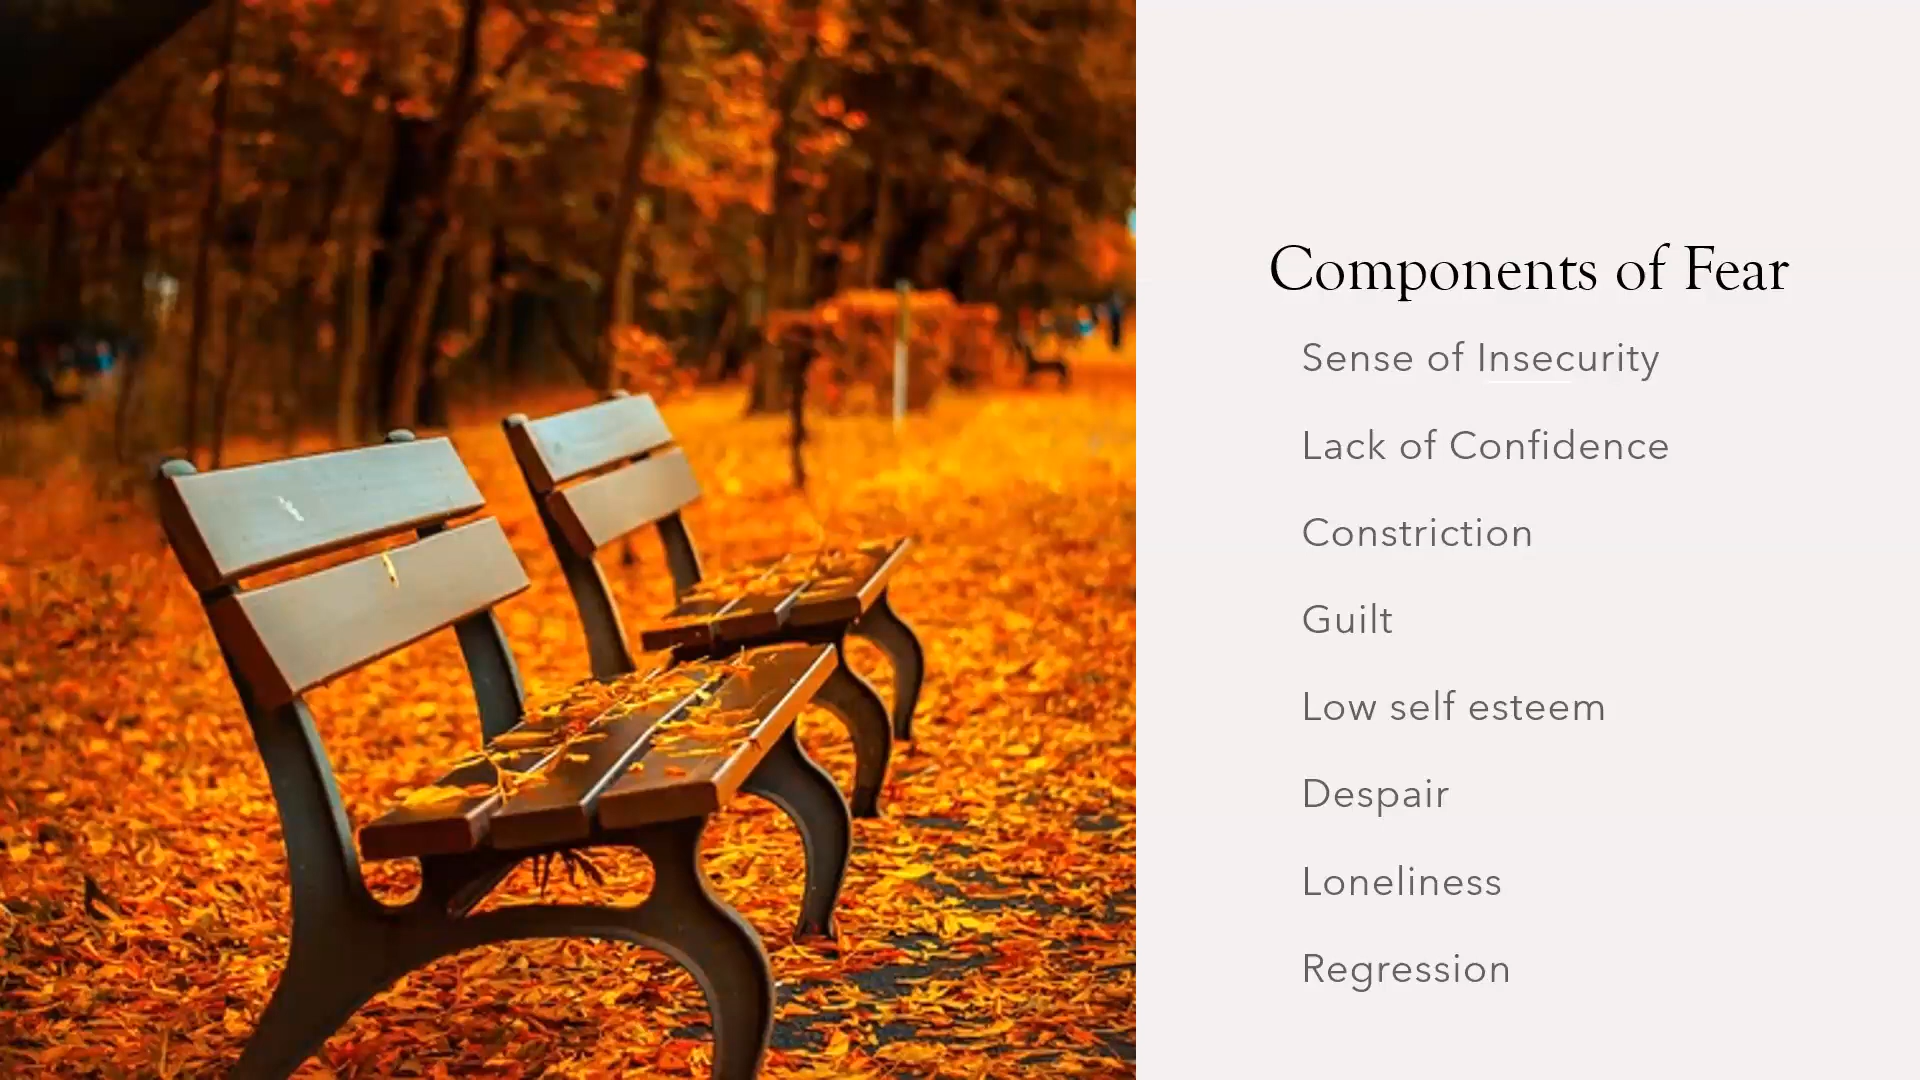 Components of Fear
Sense of Insecurity
Lack of Confidence
Constriction
Guilt
Low self esteem
Despair
Loneliness
Regression